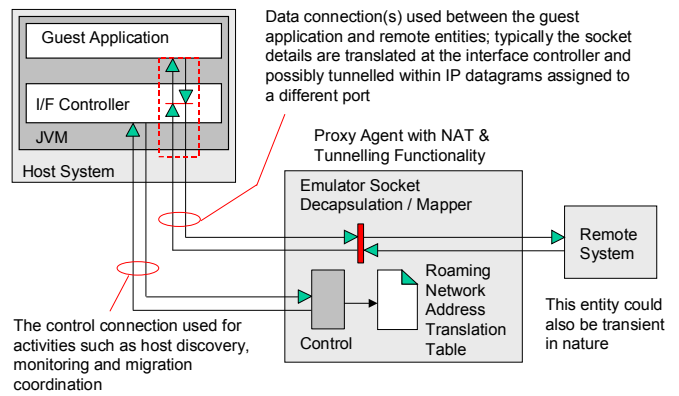 Guest Application
I/F Controller
JVM
Host System
Data connection(s) used between the guest
application and remote entities; typically the socket
details are translated at the interface controller and
possibly tunnelled within IP datagrams assigned to
a different port
Proxy Agent with NAT &
Tunnelling Functionality
Emulator Socket
Decapsulation / Mapper
Remote
System
Roaming
Network
Address
Translation
Table
Control
This entity could
also be transient
in nature
The control connection used for
activities such as host discovery,
monitoring and migration
coordination